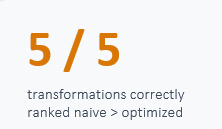 5 / 5
transformations correctly
ranked naive > optimized